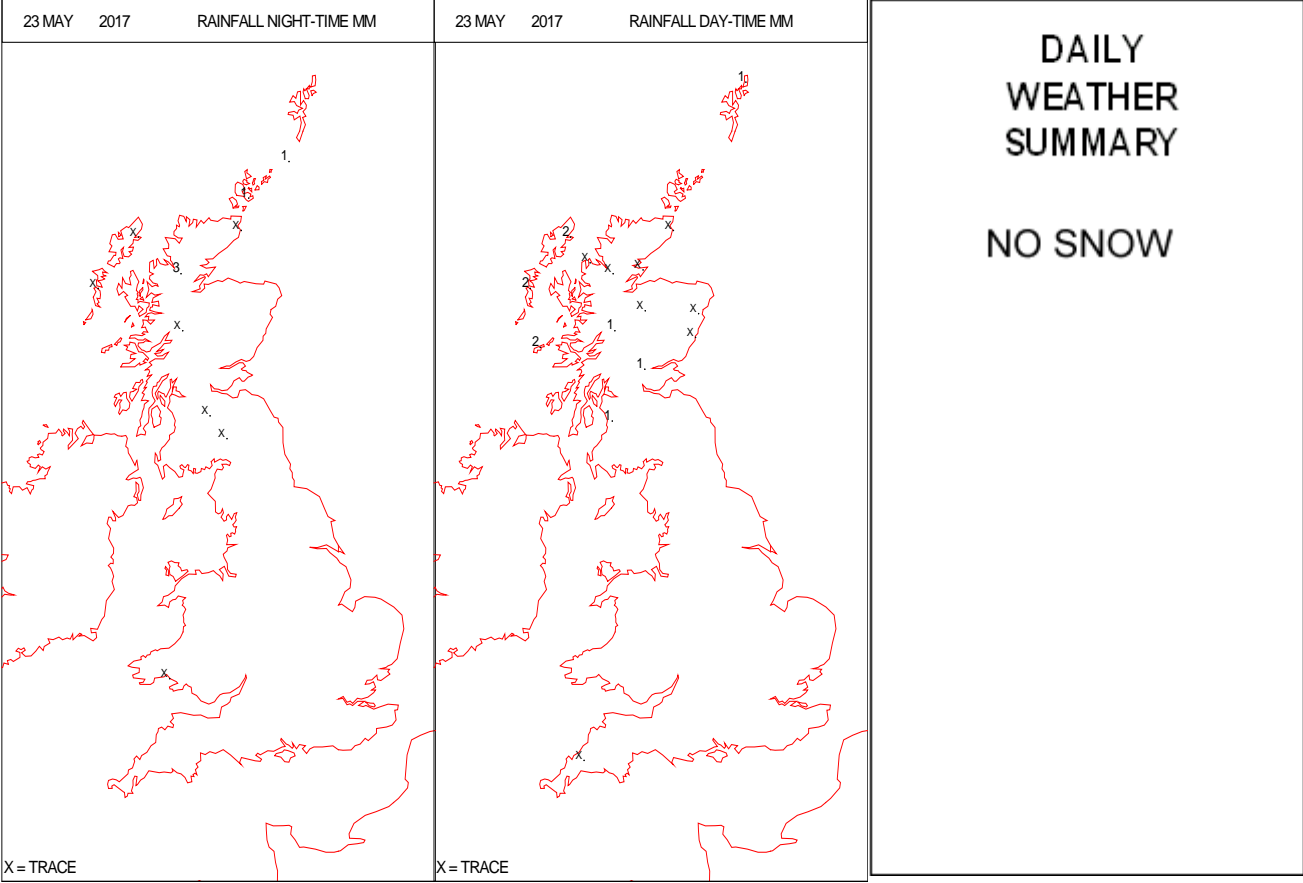 23 MAY 2017 RAINFALL NIGHT-TIME MM
1
1
X
X
3
X
X
X
X
X
X = TRACE
23 MAY 2017 RAINFALL DAY-TIME MM
1
X
2
X
X
X
2
X
X
1
X
2
1
1
X
X = TRACE
DAILY
WEATHER
SUMMARY
NO SNOW